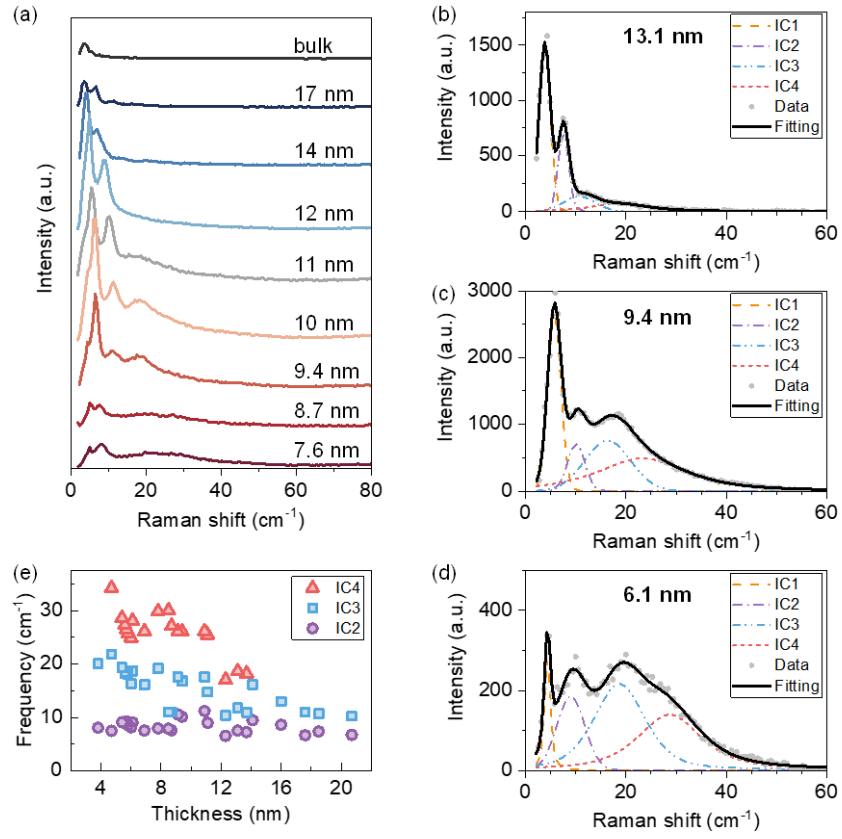 (a)
bulk
17 nm
14 nm
12 nm
11 nm
10 nm
9.4 nm
8.7 nm
7.6 nm
Intensity (a.u.)
0 20 40 60 80
Raman shift (cm⁻¹)
(b)
13.1 nm
IC1
IC2
IC3
IC4
Data
Fitting
1500
1000
500
0
Intensity (a.u.)
0 20 40 60
Raman shift (cm⁻¹)
(c)
9.4 nm
IC1
IC2
IC3
IC4
Data
Fitting
3000
2000
1000
0
Intensity (a.u.)
0 20 40 60
Raman shift (cm⁻¹)
(e)
IC4
IC3
IC2
30
20
10
0
Frequency (cm⁻¹)
4 8 12 16 20
Thickness (nm)
(d)
6.1 nm
IC1
IC2
IC3
IC4
Data
Fitting
400
200
0
Intensity (a.u.)
0 20 40 60
Raman shift (cm⁻¹)